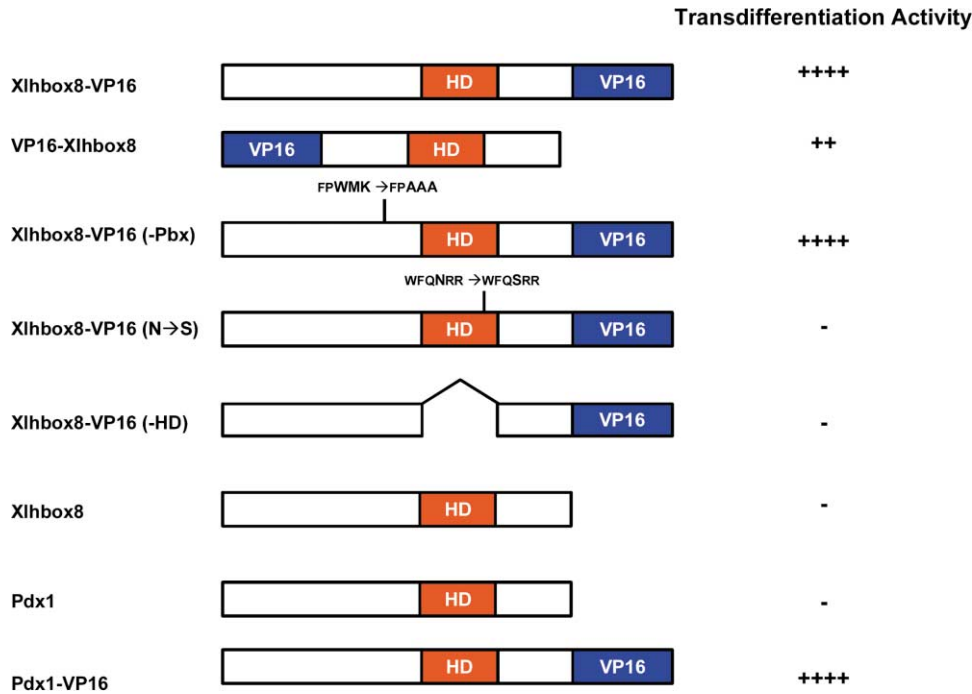 Transdifferentiation Activity
Xlhbox8-VP16 HD VP16 ++++
VP16-Xlhbox8 VP16 HD ++
FPWMK →FPAAA
Xlhbox8-VP16 (-Pbx) HD VP16 ++++
WFQNRR →WFQSRR
Xlhbox8-VP16 (N→S) HD VP16 -
Xlhbox8-VP16 (-HD) VP16 -
Xlhbox8 HD -
Pdx1 HD -
Pdx1-VP16 HD VP16 ++++